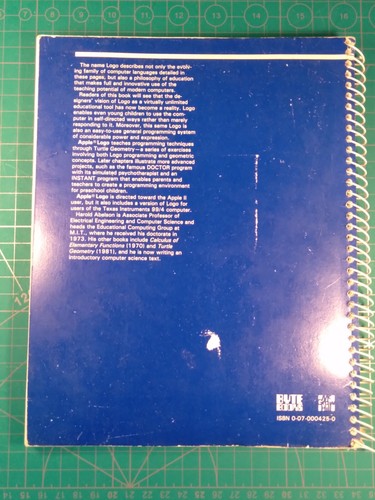 The name Logo describes not only the evolv-
ing family of computer languages detailed in
these pages, but also a philosophy of education
that makes full and innovative use of the
teaching potential of modern computers.
Readers of this book will see that the de-
signers' vision of Logo as a virtually unlimited
educational tool has now become a reality. Logo
enables even young children to use the com-
puter in self-directed ways rather than merely
responding to it. Moreover, this same Logo is
also an easy-to-use general programming system
of considerable power and expression.
Apple® Logo teaches programming techniques
through Turtle Geometry—a series of exercises
involving both Logo programming and geometric
concepts. Later chapters illustrate more advanced
projects, such as the famous DOCTOR program
with its simulated psychotherapist and an
INSTANT program that enables parents and
teachers to create a programming environment
for preschool children.
Apple® Logo is directed toward the Apple II
user, but it also includes a version of Logo for
users of the Texas Instruments 99/4 computer.
Harold Abelson is Associate Professor of
Electrical Engineering and Computer Science and
heads the Educational Computing Group at
M.I.T., where he received his doctorate in
1973. His other books include Calculus of
Elementary Functions (1970) and Turtle
Geometry (1981), and he is now writing an
introductory computer science text.
BYTE
BOOKS
ISBN 0-07-000425-0